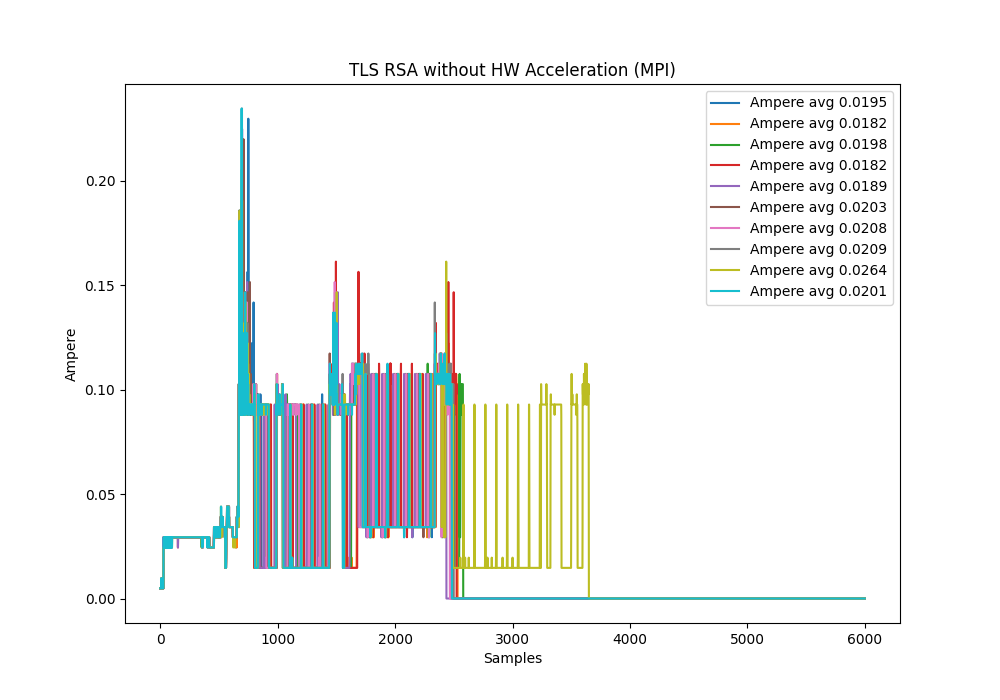 TLS RSA without HW Acceleration (MPI)
Ampere avg 0.0195
Ampere avg 0.0182
Ampere avg 0.0198
Ampere avg 0.0182
Ampere avg 0.0189
Ampere avg 0.0203
Ampere avg 0.0208
Ampere avg 0.0209
Ampere avg 0.0264
Ampere avg 0.0201
Ampere
0.20
0.15
0.10
0.05
0.00
0 1000 2000 3000 4000 5000 6000
Samples